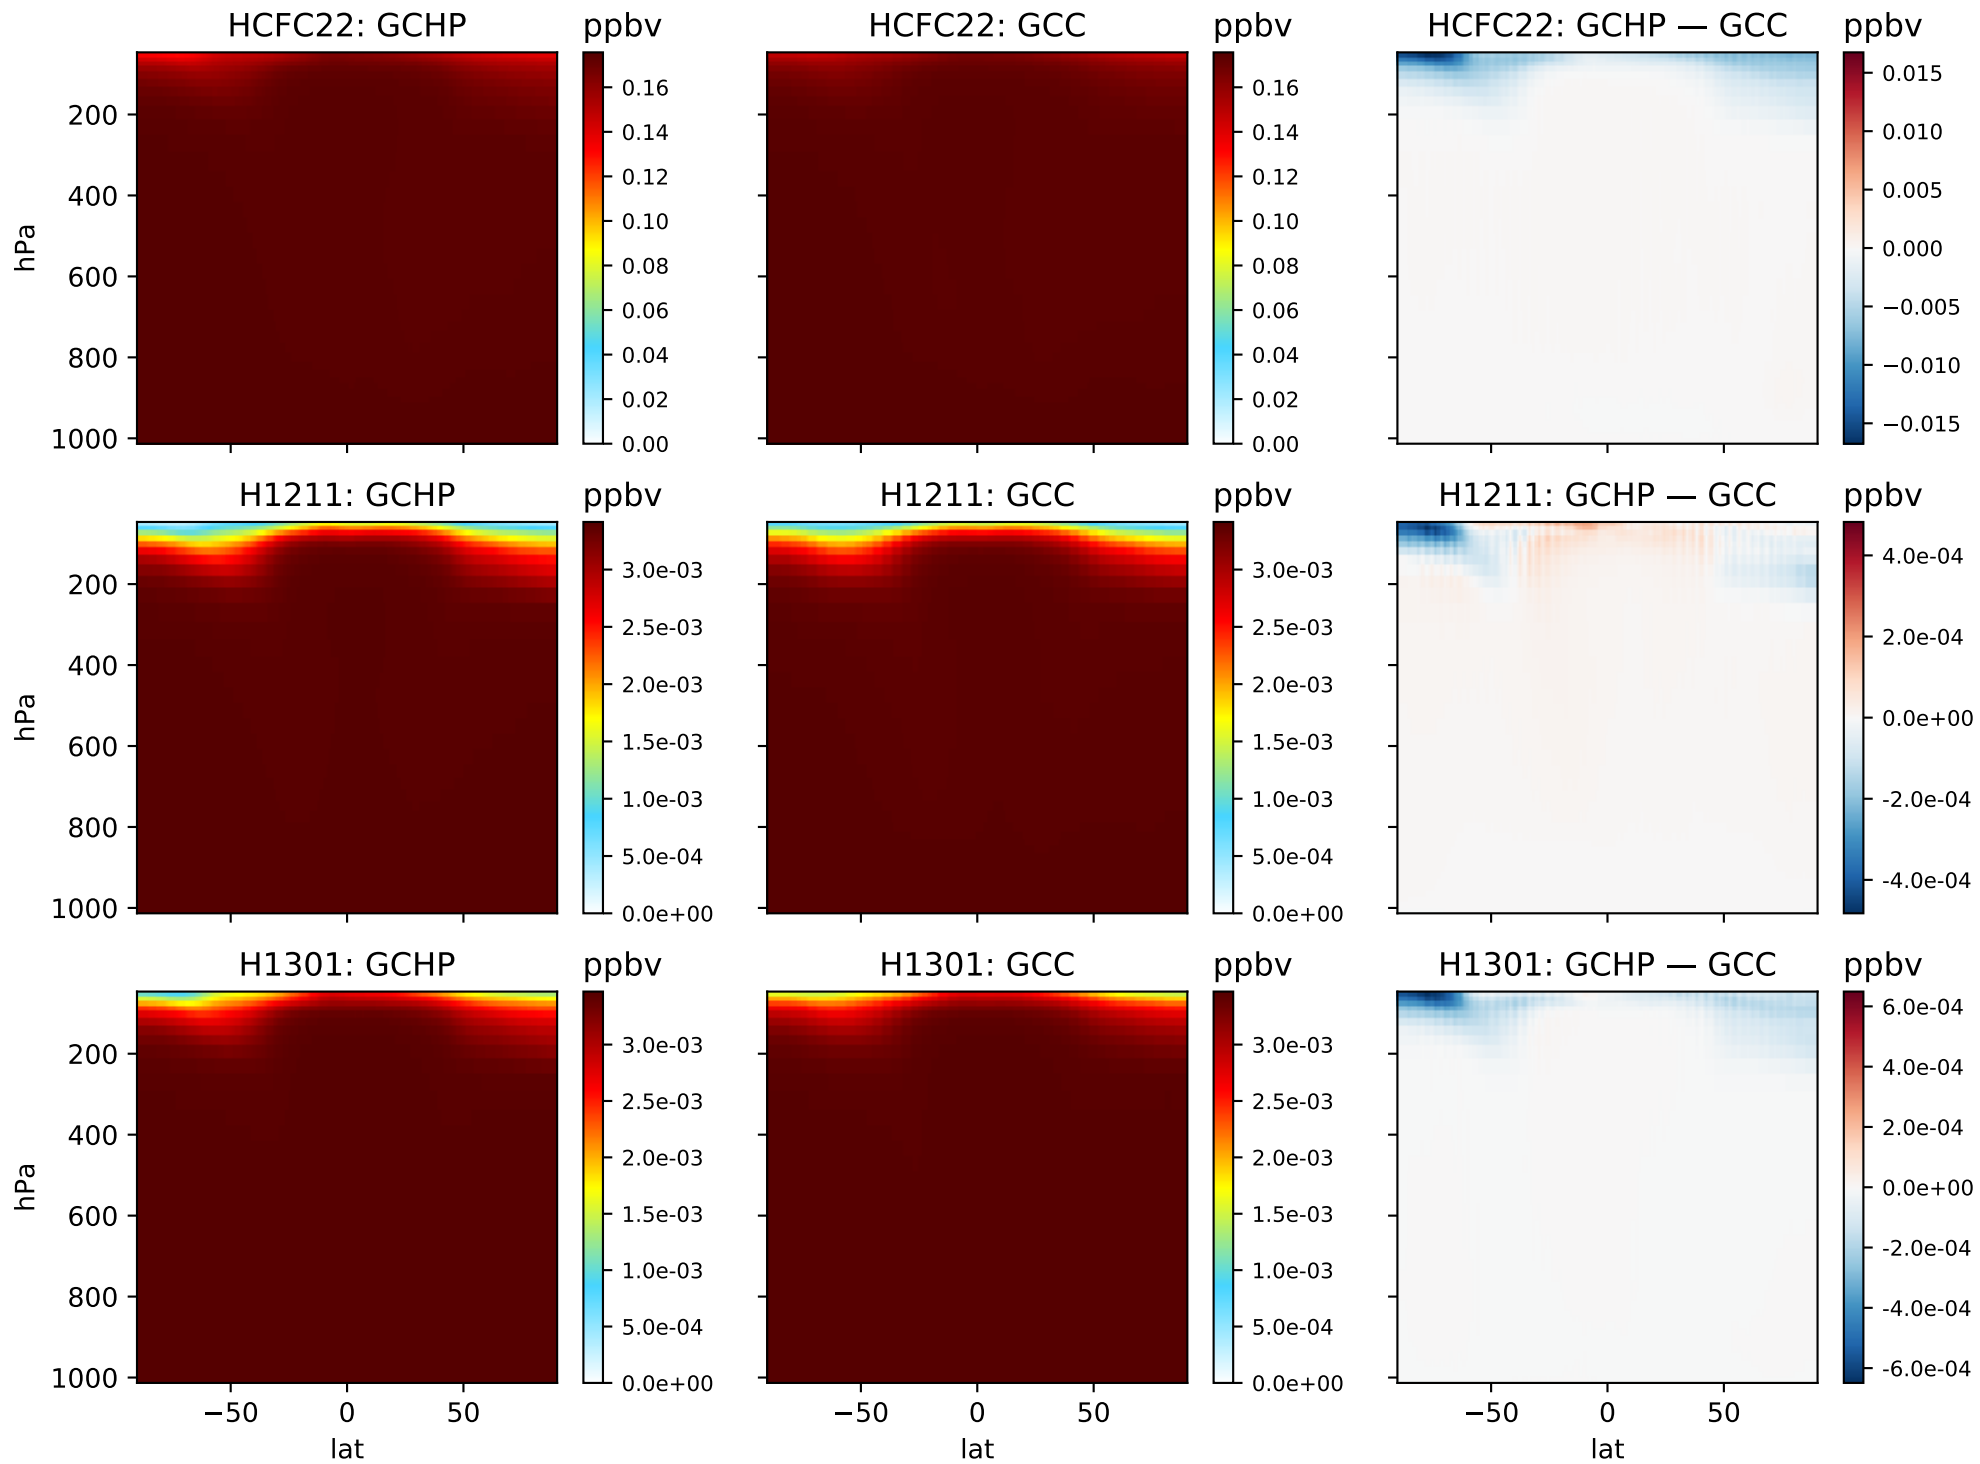 HCFC22: GCHP ppbv HCFC22: GCC ppbv HCFC22: GCHP — GCC ppbv
hPa
200
400
600
800
1000
0.16
0.14
0.12
0.10
0.08
0.06
0.04
0.02
0.00
0.16
0.14
0.12
0.10
0.08
0.06
0.04
0.02
0.00
0.015
0.010
0.005
0.000
−0.005
−0.010
−0.015
H1211: GCHP ppbv H1211: GCC ppbv H1211: GCHP — GCC ppbv
hPa
200
400
600
800
1000
3.0e-03
2.5e-03
2.0e-03
1.5e-03
1.0e-03
5.0e-04
0.0e+00
3.0e-03
2.5e-03
2.0e-03
1.5e-03
1.0e-03
5.0e-04
0.0e+00
4.0e-04
2.0e-04
0.0e+00
-2.0e-04
-4.0e-04
H1301: GCHP ppbv H1301: GCC ppbv H1301: GCHP — GCC ppbv
hPa
200
400
600
800
1000
3.0e-03
2.5e-03
2.0e-03
1.5e-03
1.0e-03
5.0e-04
0.0e+00
3.0e-03
2.5e-03
2.0e-03
1.5e-03
1.0e-03
5.0e-04
0.0e+00
6.0e-04
4.0e-04
2.0e-04
0.0e+00
-2.0e-04
-4.0e-04
-6.0e-04
−50 0 50 −50 0 50 −50 0 50
lat lat lat